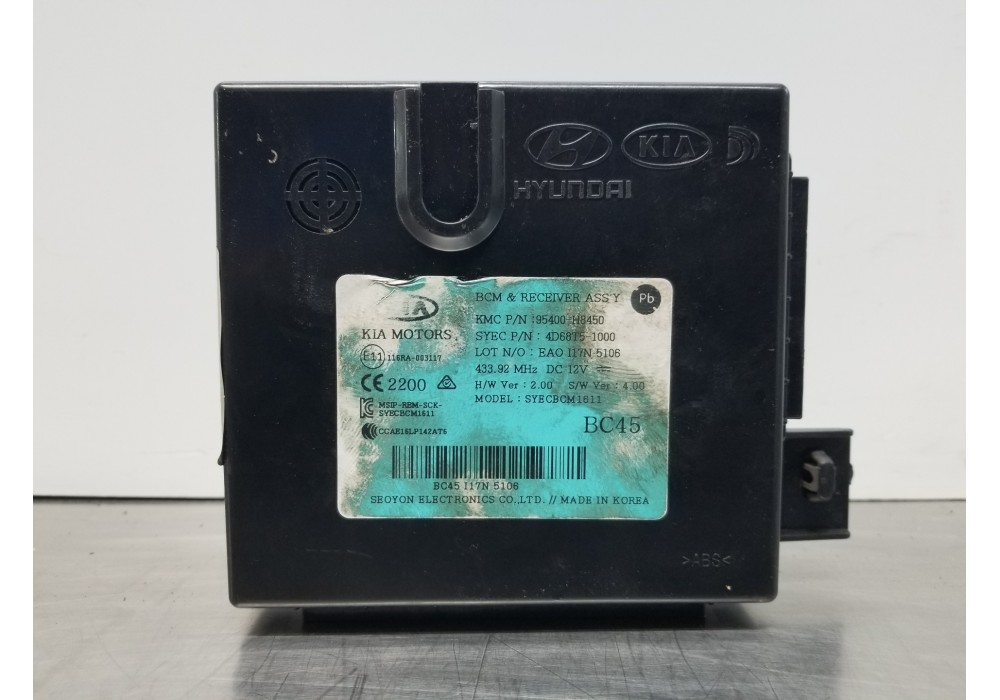 KIA
HYUNDAI
BCM & RECEIVER ASS'Y Pb
KIA MOTORS
KMC P/N : 95400-H8450
SYEC P/N : 4D6815-1000
E11 116RA-003117
LOT N/O : EAO I17N 5106
433.92 MHz DC 12V
CE 2200
H/W Ver : 2.00 S/W Ver : 4.00
MODEL : SYECBCM1611
MSIP-REM-SCK-
SYECBCM1611
BC45
CCAE16LP142AT6
BC45 I17N 5106
SEOYON ELECTRONICS CO.,LTD. // MADE IN KOREA
>ABS<